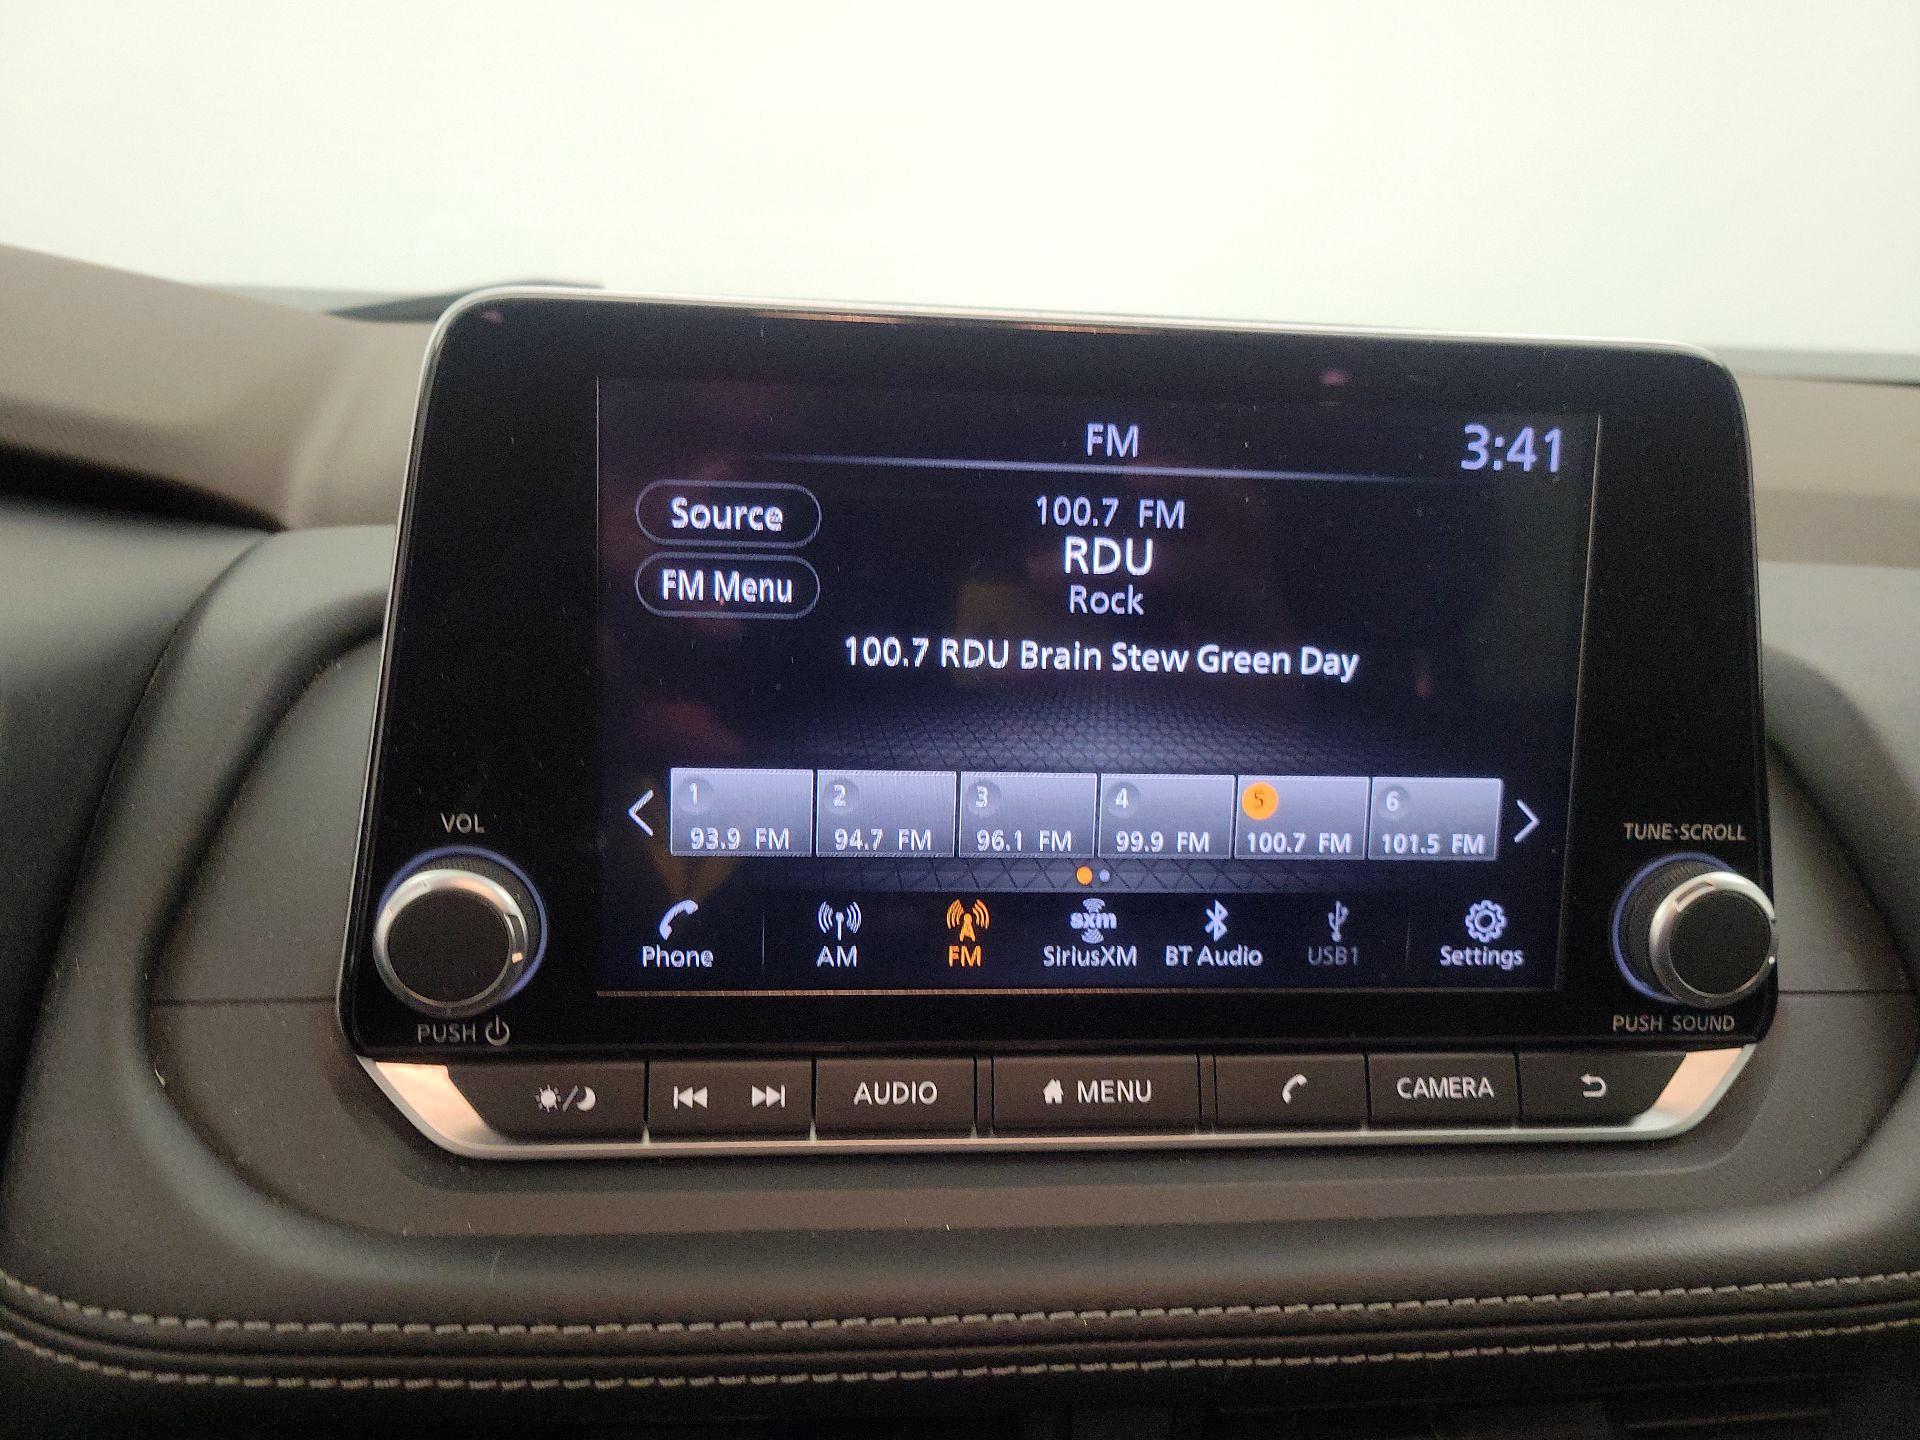 FM
3:41
Source
100.7 FM
RDU
FM Menu
Rock
100.7 RDU Brain Stew Green Day
1 2 3 4 5 6
93.9 FM 94.7 FM 96.1 FM 99.9 FM 100.7 FM 101.5 FM
VOL
TUNE·SCROLL
sxm
Phone AM FM SiriusXM BT Audio USB1 Settings
PUSH
PUSH SOUND
AUDIO MENU CAMERA